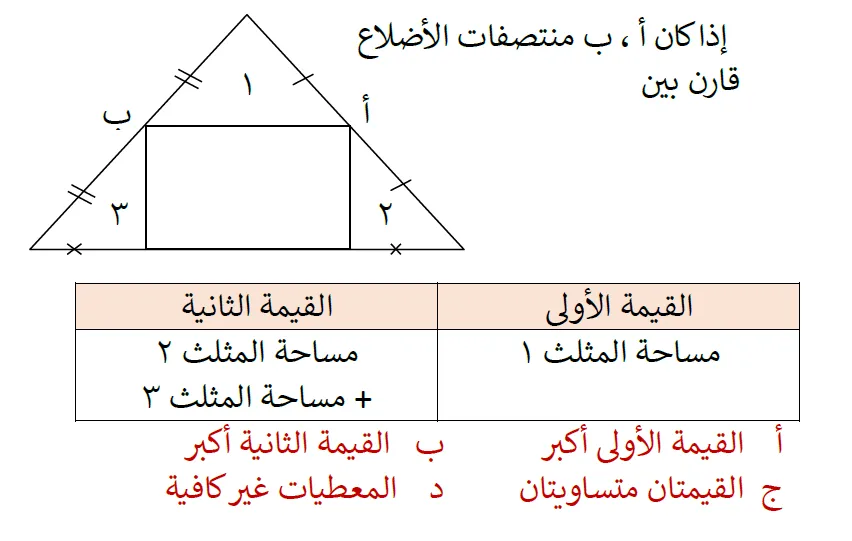 إذا كان أ ، ب منتصفات الأضلاع
قارن بين
١
أ
ب
٢
٣
القيمة الأولى القيمة الثانية
مساحة المثلث ١ مساحة المثلث ٢
+ مساحة المثلث ٣
أ القيمة الأولى أكبر ب القيمة الثانية أكبر
ج القيمتان متساويتان د المعطيات غير كافية